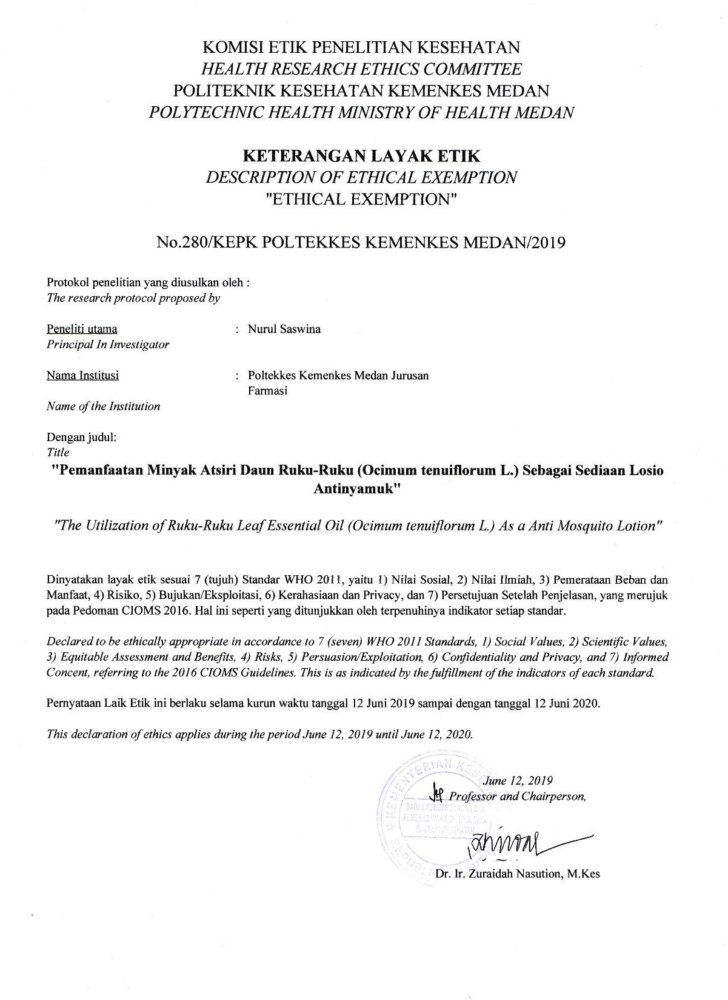 KOMISI ETIK PENELITIAN KESEHATAN
HEALTH RESEARCH ETHICS COMMITTEE
POLITEKNIK KESEHATAN KEMENKES MEDAN
POLYTECHNIC HEALTH MINISTRY OF HEALTH MEDAN
KETERANGAN LAYAK ETIK
DESCRIPTION OF ETHICAL EXEMPTION
"ETHICAL EXEMPTION"
No.280/KEPK POLTEKKES KEMENKES MEDAN/2019
Protokol penelitian yang diusulkan oleh :
The research protocol proposed by
Peneliti utama : Nurul Saswina
Principal In Investigator
Nama Institusi : Poltekkes Kemenkes Medan Jurusan
Farmasi
Name of the Institution
Dengan judul:
Title
"Pemanfaatan Minyak Atsiri Daun Ruku-Ruku (Ocimum tenuiflorum L.) Sebagai Sediaan Losio
Antinyamuk"
"The Utilization of Ruku-Ruku Leaf Essential Oil (Ocimum tenuiflorum L.) As a Anti Mosquito Lotion"
Dinyatakan layak etik sesuai 7 (tujuh) Standar WHO 2011, yaitu 1) Nilai Sosial, 2) Nilai Ilmiah, 3) Pemerataan Beban dan
Manfaat, 4) Risiko, 5) Bujukan/Eksploitasi, 6) Kerahasiaan dan Privacy, dan 7) Persetujuan Setelah Penjelasan, yang merujuk
pada Pedoman CIOMS 2016. Hal ini seperti yang ditunjukkan oleh terpenuhinya indikator setiap standar.
Declared to be ethically appropriate in accordance to 7 (seven) WHO 2011 Standards, 1) Social Values, 2) Scientific Values,
3) Equitable Assessment and Benefits, 4) Risks, 5) Persuasion/Exploitation, 6) Confidentiality and Privacy, and 7) Informed
Concent, referring to the 2016 CIOMS Guidelines. This is as indicated by the fulfillment of the indicators of each standard.
Pernyataan Laik Etik ini berlaku selama kurun waktu tanggal 12 Juni 2019 sampai dengan tanggal 12 Juni 2020.
This declaration of ethics applies during the period June 12, 2019 until June 12, 2020.
KEMENTERIAN
June 12, 2019
Professor and Chairperson,
Dr. Ir. Zuraidah Nasution, M.Kes